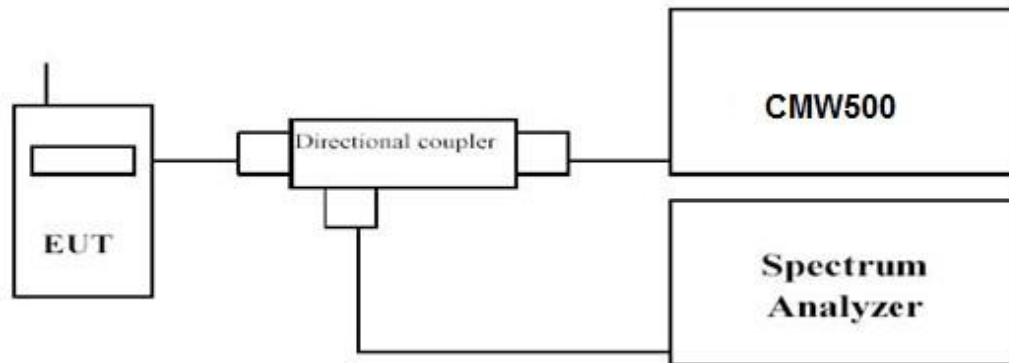 CMW500
Directional coupler
EUT
Spectrum
Analyzer